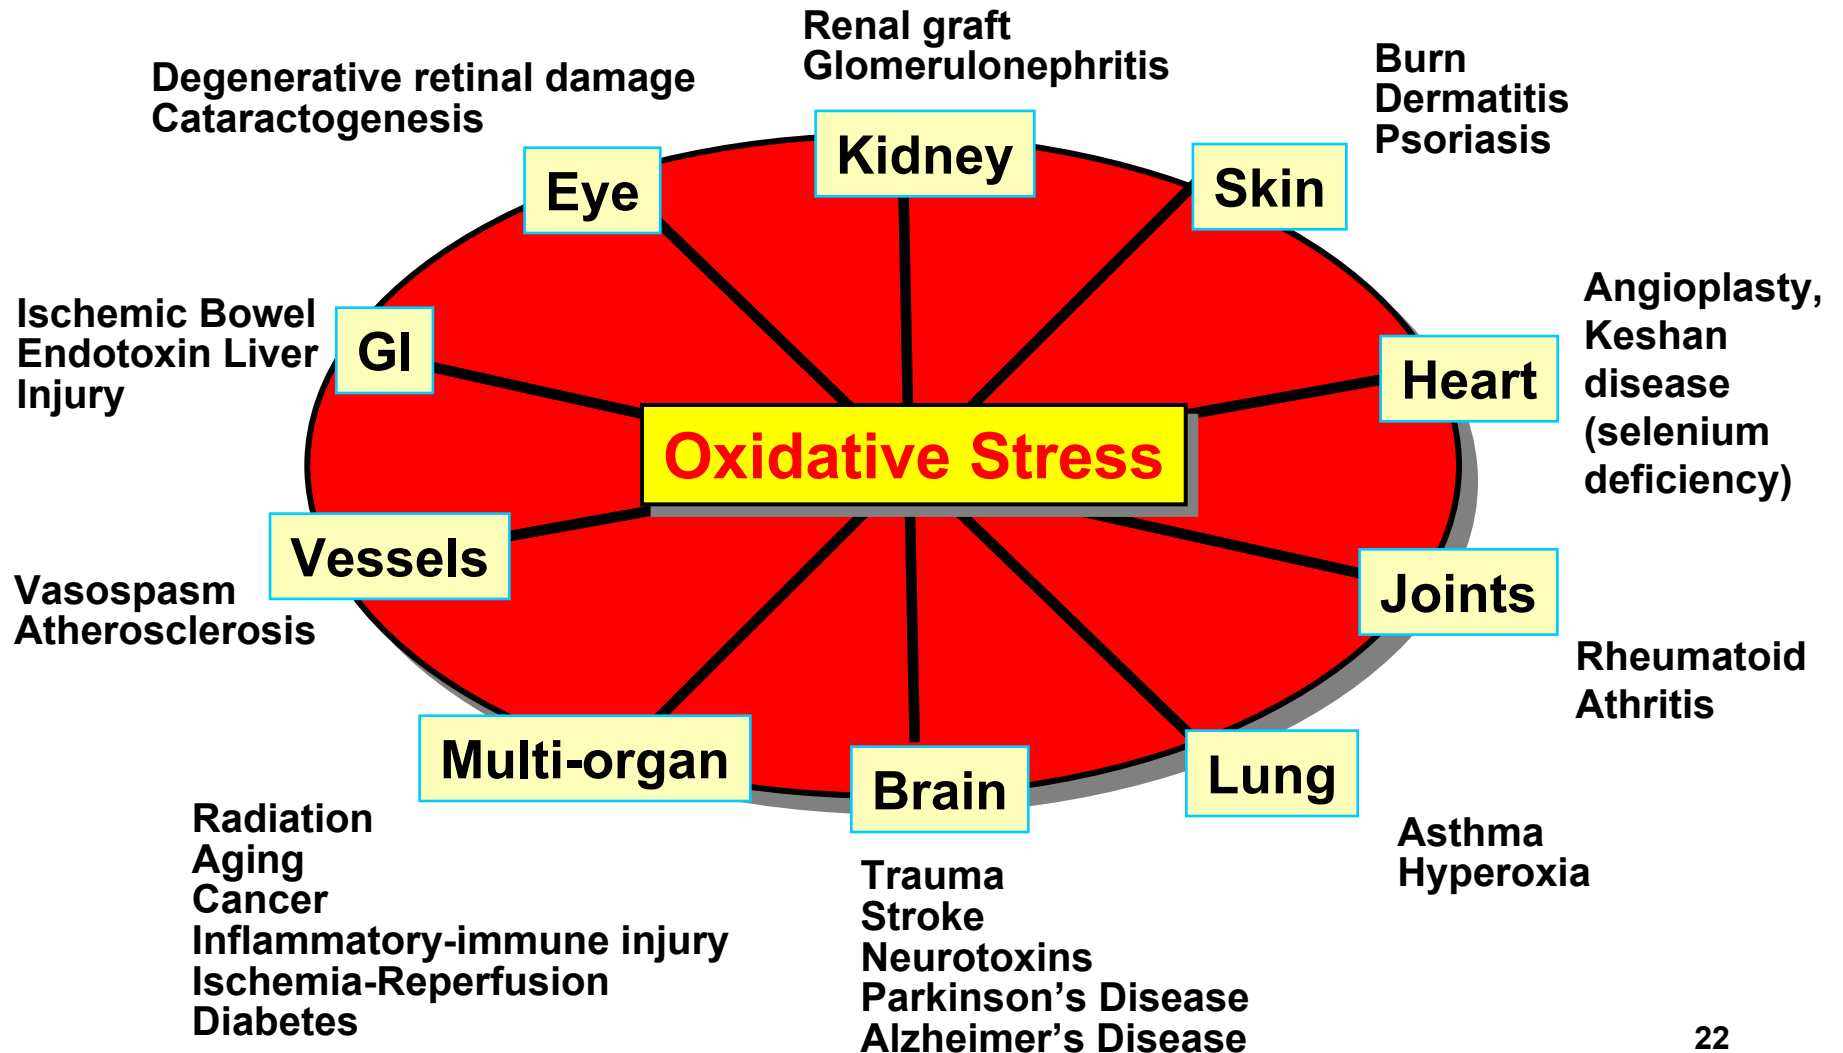 Renal graft
Glomerulonephritis
Degenerative retinal damage
Cataractogenesis
Burn
Dermatitis
Psoriasis
Kidney
Eye
Skin
Ischemic Bowel
Endotoxin Liver
Injury
GI
Heart
Angioplasty,
Keshan
disease
(selenium
deficiency)
Oxidative Stress
Vessels
Vasospasm
Atherosclerosis
Joints
Rheumatoid
Athritis
Multi-organ
Brain
Lung
Radiation
Aging
Cancer
Inflammatory-immune injury
Ischemia-Reperfusion
Diabetes
Trauma
Stroke
Neurotoxins
Parkinson’s Disease
Alzheimer’s Disease
Asthma
Hyperoxia
22